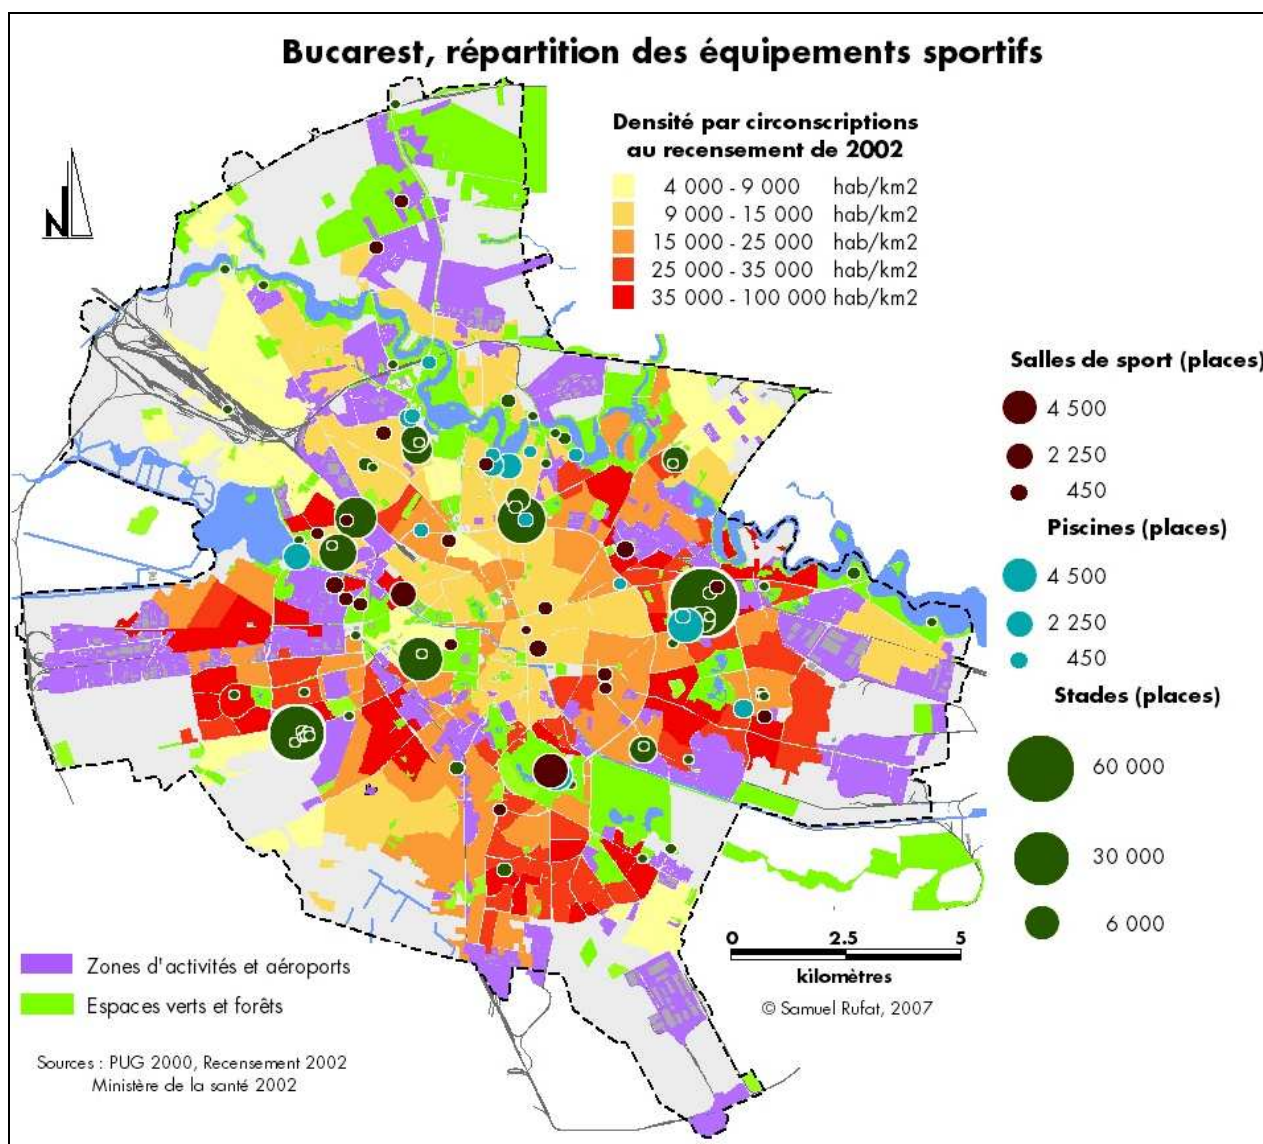 Bucarest, répartition des équipements sportifs
Densité par circonscriptions
au recensement de 2002
4 000 - 9 000 hab/km2
9 000 - 15 000 hab/km2
15 000 - 25 000 hab/km2
25 000 - 35 000 hab/km2
35 000 - 100 000 hab/km2
N
Salles de sport (places)
4 500
2 250
450
Piscines (places)
4 500
2 250
450
Stades (places)
60 000
30 000
6 000
0 2.5 5
kilomètres
© Samuel Rufat, 2007
Zones d'activités et aéroports
Espaces verts et forêts
Sources : PUG 2000, Recensement 2002
Ministère de la santé 2002